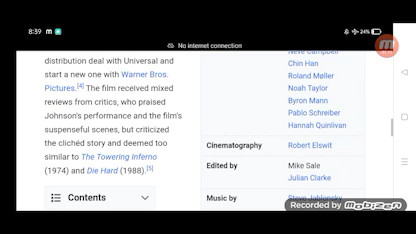 8:39
24%
No internet connection
distribution deal with Universal and
start a new one with Warner Bros.
Pictures.[4] The film received mixed
reviews from critics, who praised
Johnson's performance and the film's
suspenseful scenes, but criticized
the clichéd story and deemed too
similar to The Towering Inferno
(1974) and Die Hard (1988).[5]
Contents
Neve Campbell
Chin Han
Roland Møller
Noah Taylor
Byron Mann
Pablo Schreiber
Hannah Quinlivan
Cinematography Robert Elswit
Edited by Mike Sale
Julian Clarke
Music by Steve Jablonsky
Recorded by Mobizen